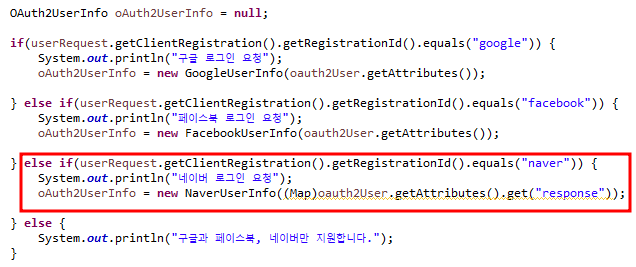 OAuth2UserInfo oAuth2UserInfo = null;
if(userRequest.getClientRegistration().getRegistrationId().equals("google")) {
System.out.println("구글 로그인 요청");
oAuth2UserInfo = new GoogleUserInfo(oauth2User.getAttributes());
} else if(userRequest.getClientRegistration().getRegistrationId().equals("facebook")) {
System.out.println("페이스북 로그인 요청");
oAuth2UserInfo = new FacebookUserInfo(oauth2User.getAttributes());
} else if(userRequest.getClientRegistration().getRegistrationId().equals("naver")) {
System.out.println("네이버 로그인 요청");
oAuth2UserInfo = new NaverUserInfo((Map)oauth2User.getAttributes().get("response"));
} else {
System.out.println("구글과 페이스북, 네이버만 지원합니다.");
}